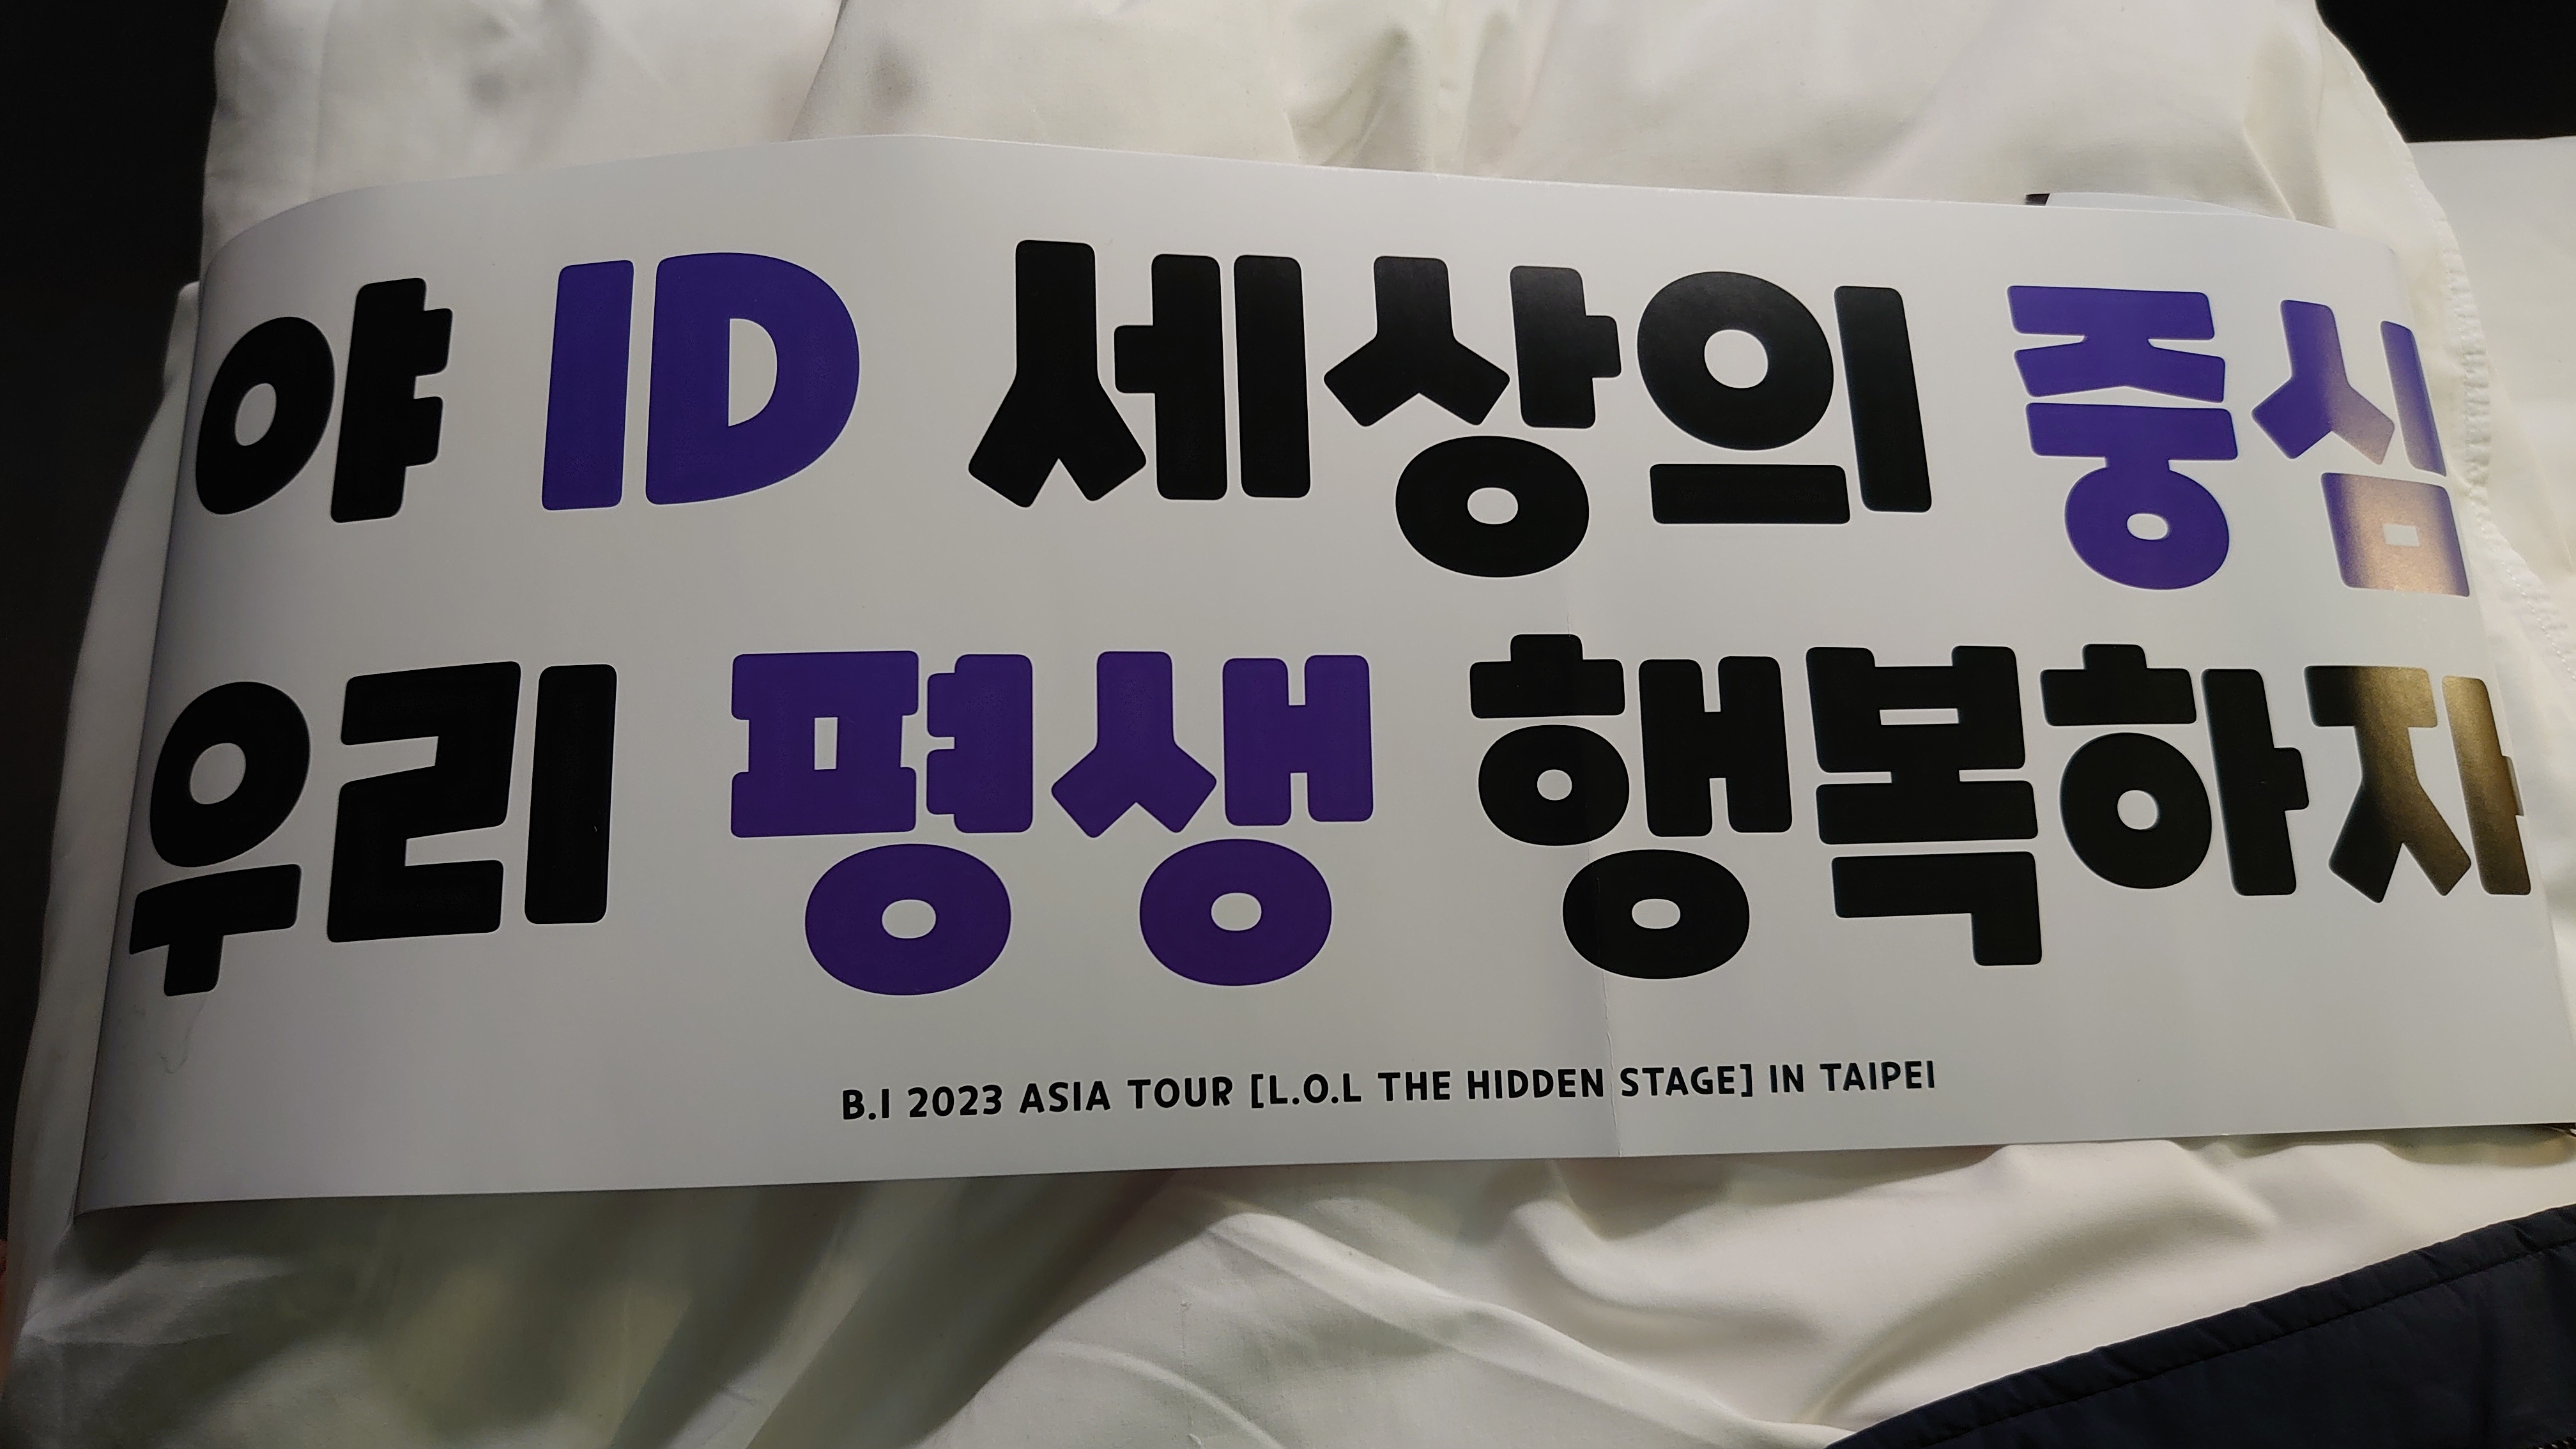 야 ID 세상의 중심
우리 평생 행복하자
B.I 2023 ASIA TOUR [L.O.L THE HIDDEN STAGE] IN TAIPEI